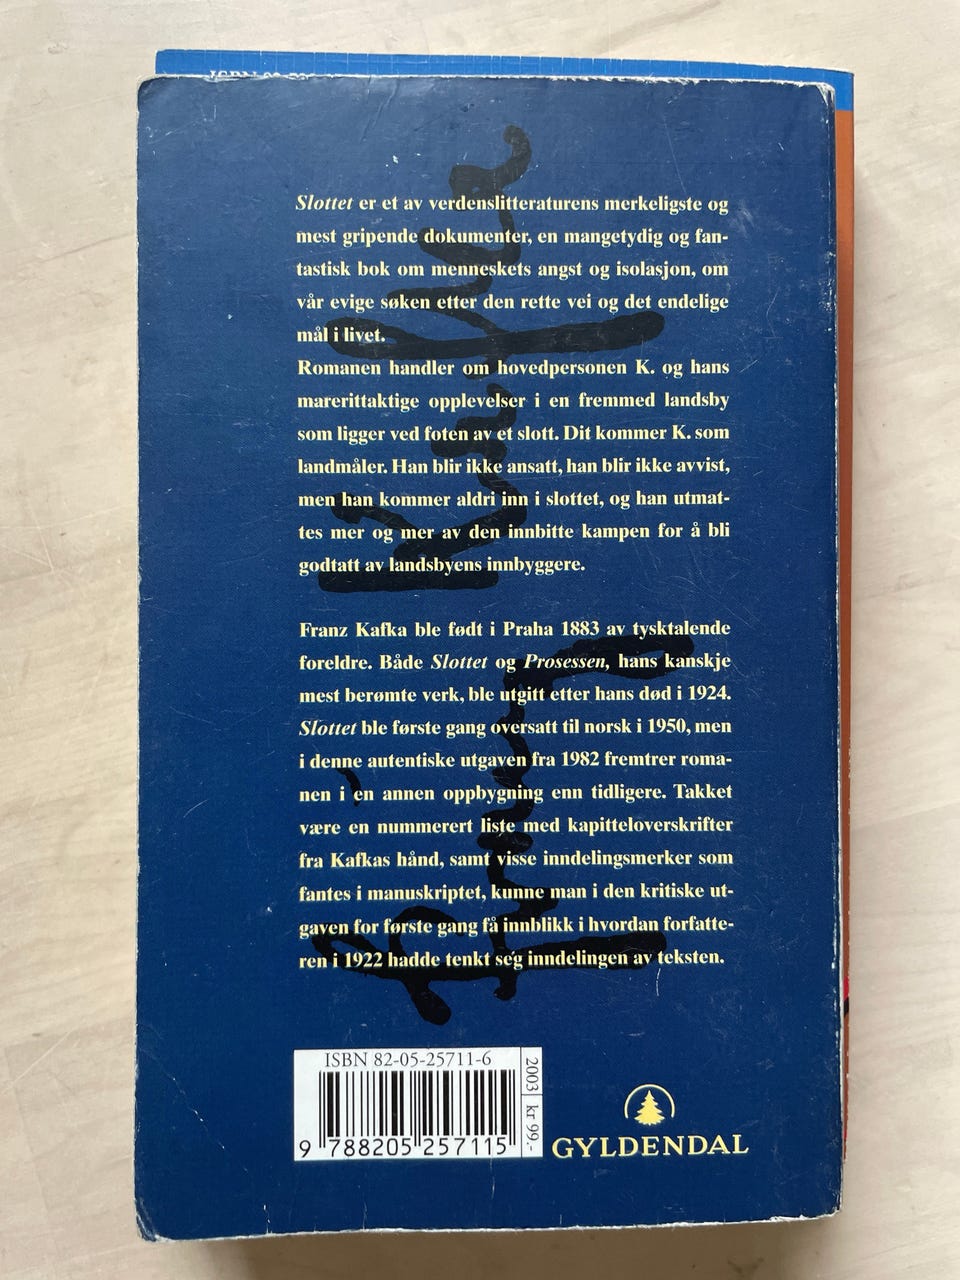 Slottet er et av verdenslitteraturens merkeligste og
mest gripende dokumenter, en mangetydig og fan-
tastisk bok om menneskets angst og isolasjon, om
vår evige søken etter den rette vei og det endelige
mål i livet.
Romanen handler om hovedpersonen K. og hans
marerittaktige opplevelser i en fremmed landsby
som ligger ved foten av et slott. Dit kommer K. som
landmåler. Han blir ikke ansatt, han blir ikke avvist,
men han kommer aldri inn i slottet, og han utmat-
tes mer og mer av den innbitte kampen for å bli
godtatt av landsbyens innbyggere.
Franz Kafka ble født i Praha 1883 av tysktalende
foreldre. Både Slottet og Prosessen, hans kanskje
mest berømte verk, ble utgitt etter hans død i 1924.
Slottet ble første gang oversatt til norsk i 1950, men
i denne autentiske utgaven fra 1982 fremtrer roma-
nen i en annen oppbygning enn tidligere. Takket
være en nummerert liste med kapitteloverskrifter
fra Kafkas hånd, samt visse inndelingsmerker som
fantes i manuskriptet, kunne man i den kritiske ut-
gaven for første gang få innblikk i hvordan forfatte-
ren i 1922 hadde tenkt seg inndelingen av teksten.
Franz Kafka
ISBN 82-05-25711-6
9 788205 257115
2003 kr 99.-
GYLDENDAL